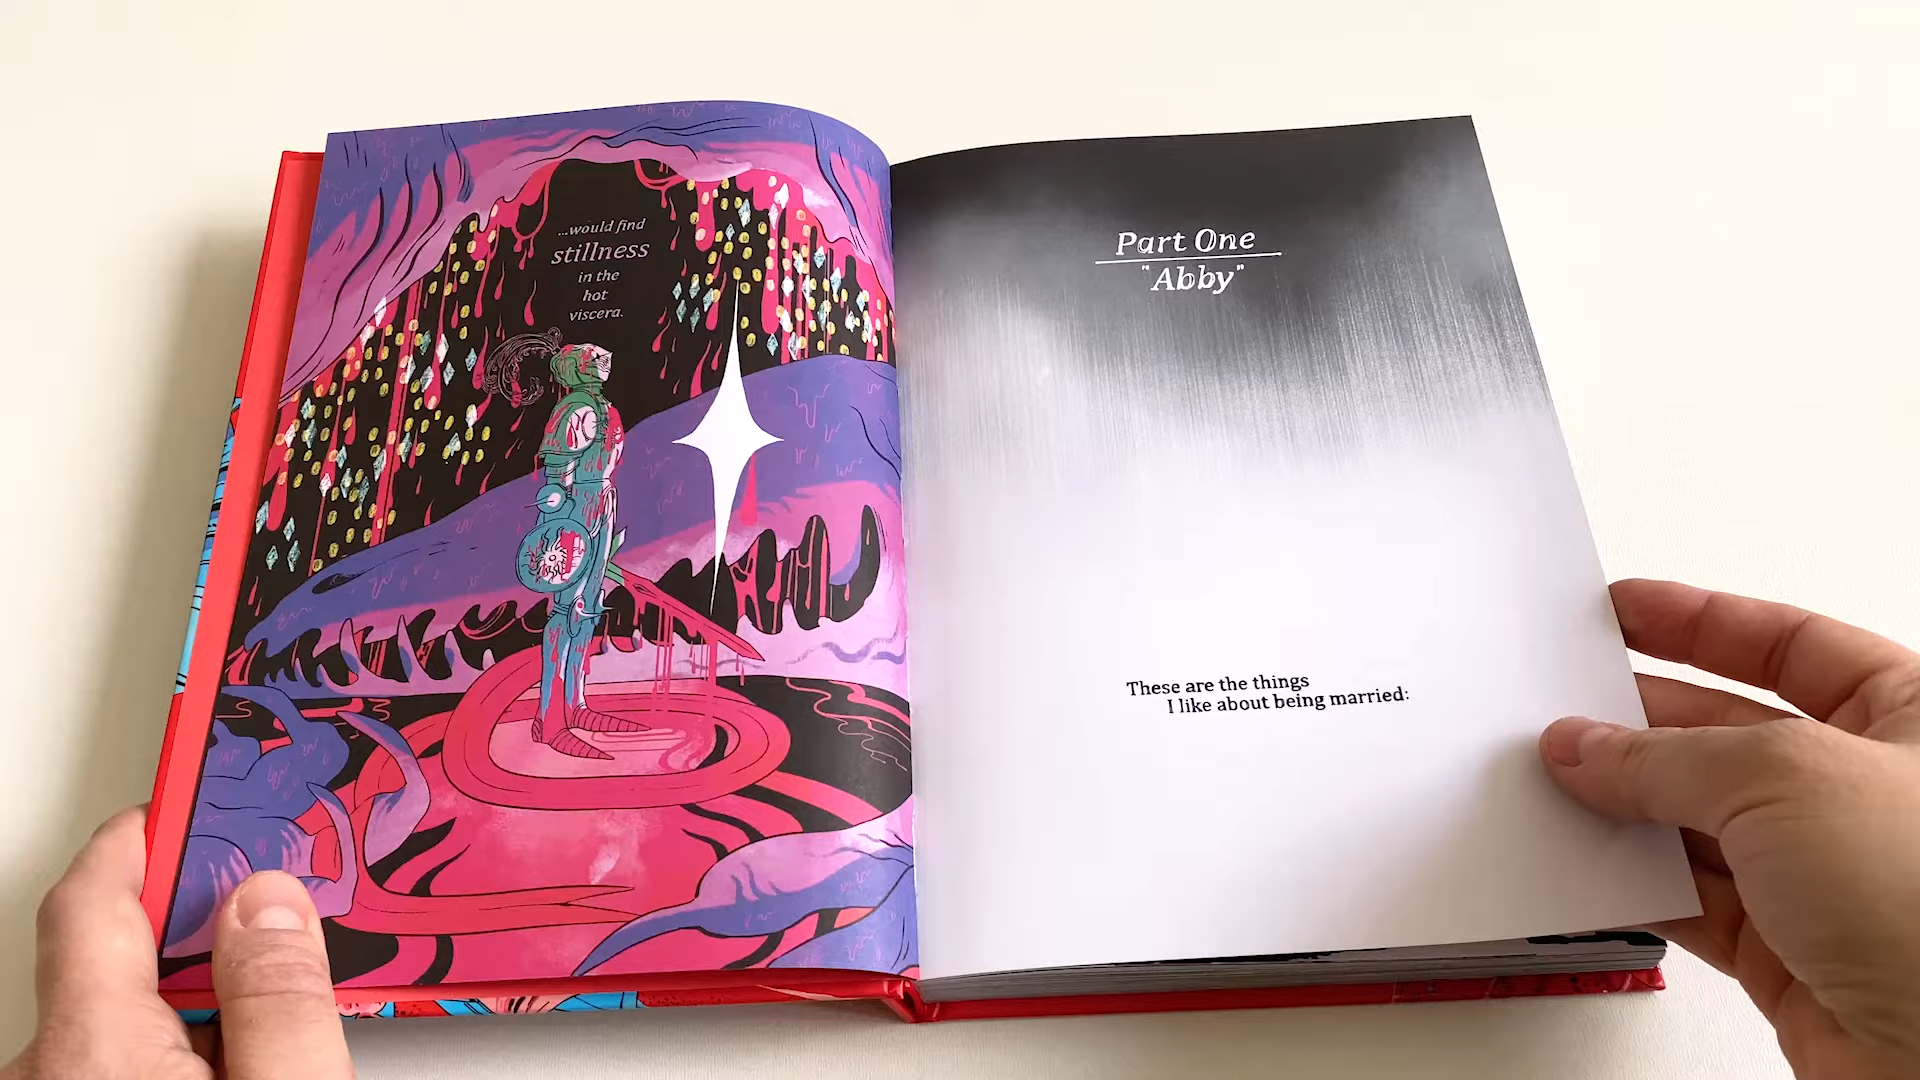 ...would find
stillness
in the
hot
viscera.
Part One
"Abby"
These are the things
I like about being married: